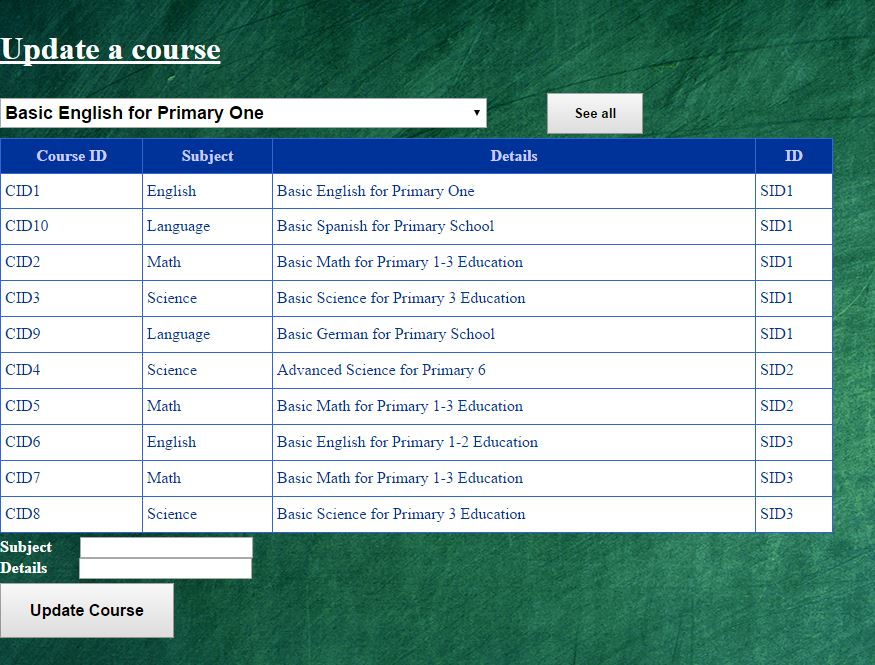 Update a course
Basic English for Primary One
See all
Course ID Subject Details ID
CID1 English Basic English for Primary One SID1
CID10 Language Basic Spanish for Primary School SID1
CID2 Math Basic Math for Primary 1-3 Education SID1
CID3 Science Basic Science for Primary 3 Education SID1
CID9 Language Basic German for Primary School SID1
CID4 Science Advanced Science for Primary 6 SID2
CID5 Math Basic Math for Primary 1-3 Education SID2
CID6 English Basic English for Primary 1-2 Education SID3
CID7 Math Basic Math for Primary 1-3 Education SID3
CID8 Science Basic Science for Primary 3 Education SID3
Subject
Details
Update Course